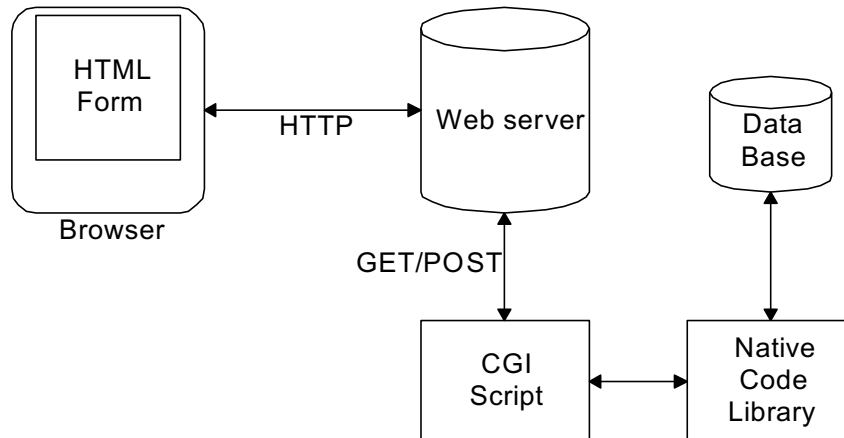 HTML
Form
HTTP
Browser
Web server
Data
Base
GET/POST
CGI
Script
Native
Code
Library